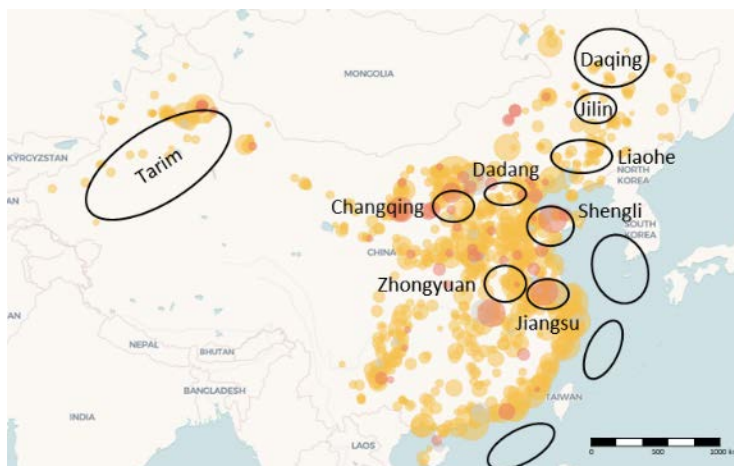 Daqing
MONGOLIA
Jilin
KYRGYZSTAN
Tarim
Liaohe
Dadang
NORTH
KOREA
Changqing
Shengli
SOUTH
KOREA
CHINA
Zhongyuan
Jiangsu
NEPAL
BHUTAN
BANGLADESH
TAIWAN
INDIA
LAOS
0 500 1000